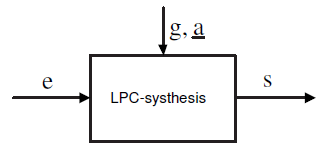 g, a
e
LPC-systhesis
s